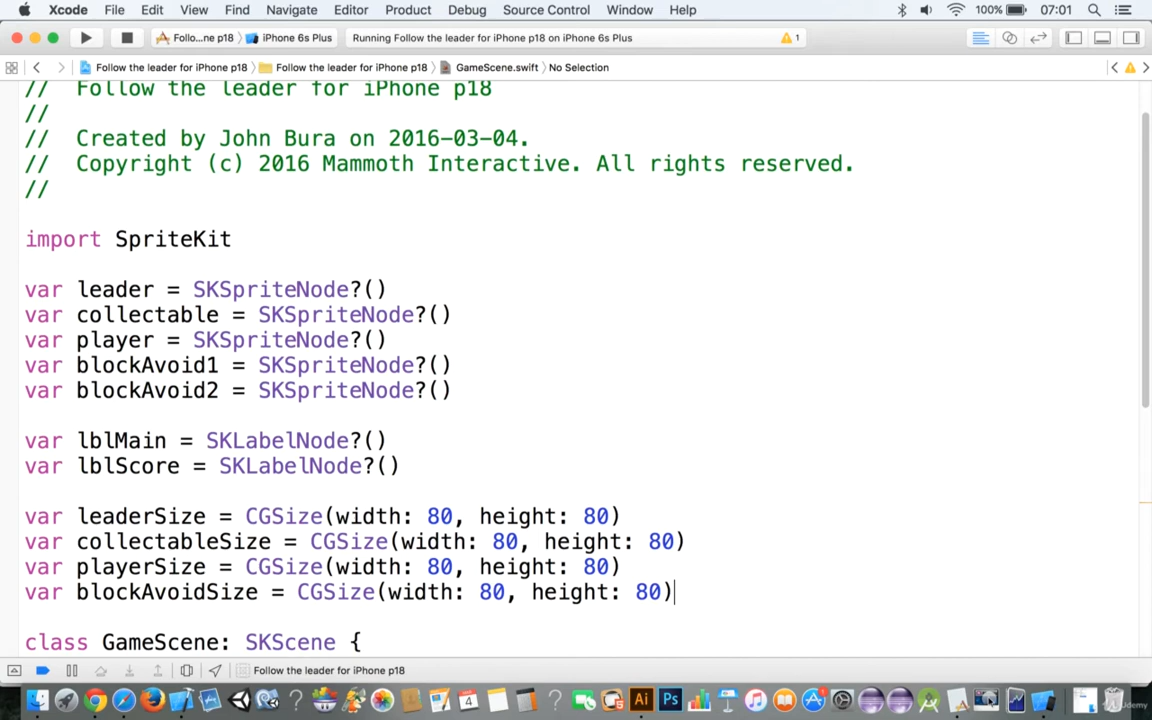 Xcode File Edit View Find Navigate Editor Product Debug Source Control Window Help 100% 07:01
Follo...ne p18 iPhone 6s Plus Running Follow the leader for iPhone p18 on iPhone 6s Plus 1
Follow the leader for iPhone p18 Follow the leader for iPhone p18 GameScene.swift No Selection
// Follow the leader for iPhone p18
//
// Created by John Bura on 2016-03-04.
// Copyright (c) 2016 Mammoth Interactive. All rights reserved.
//
import SpriteKit
var leader = SKSpriteNode?()
var collectable = SKSpriteNode?()
var player = SKSpriteNode?()
var blockAvoid1 = SKSpriteNode?()
var blockAvoid2 = SKSpriteNode?()
var lblMain = SKLabelNode?()
var lblScore = SKLabelNode?()
var leaderSize = CGSize(width: 80, height: 80)
var collectableSize = CGSize(width: 80, height: 80)
var playerSize = CGSize(width: 80, height: 80)
var blockAvoidSize = CGSize(width: 80, height: 80)
class GameScene: SKScene {
Follow the leader for iPhone p18
4 Ai Ps Udemy